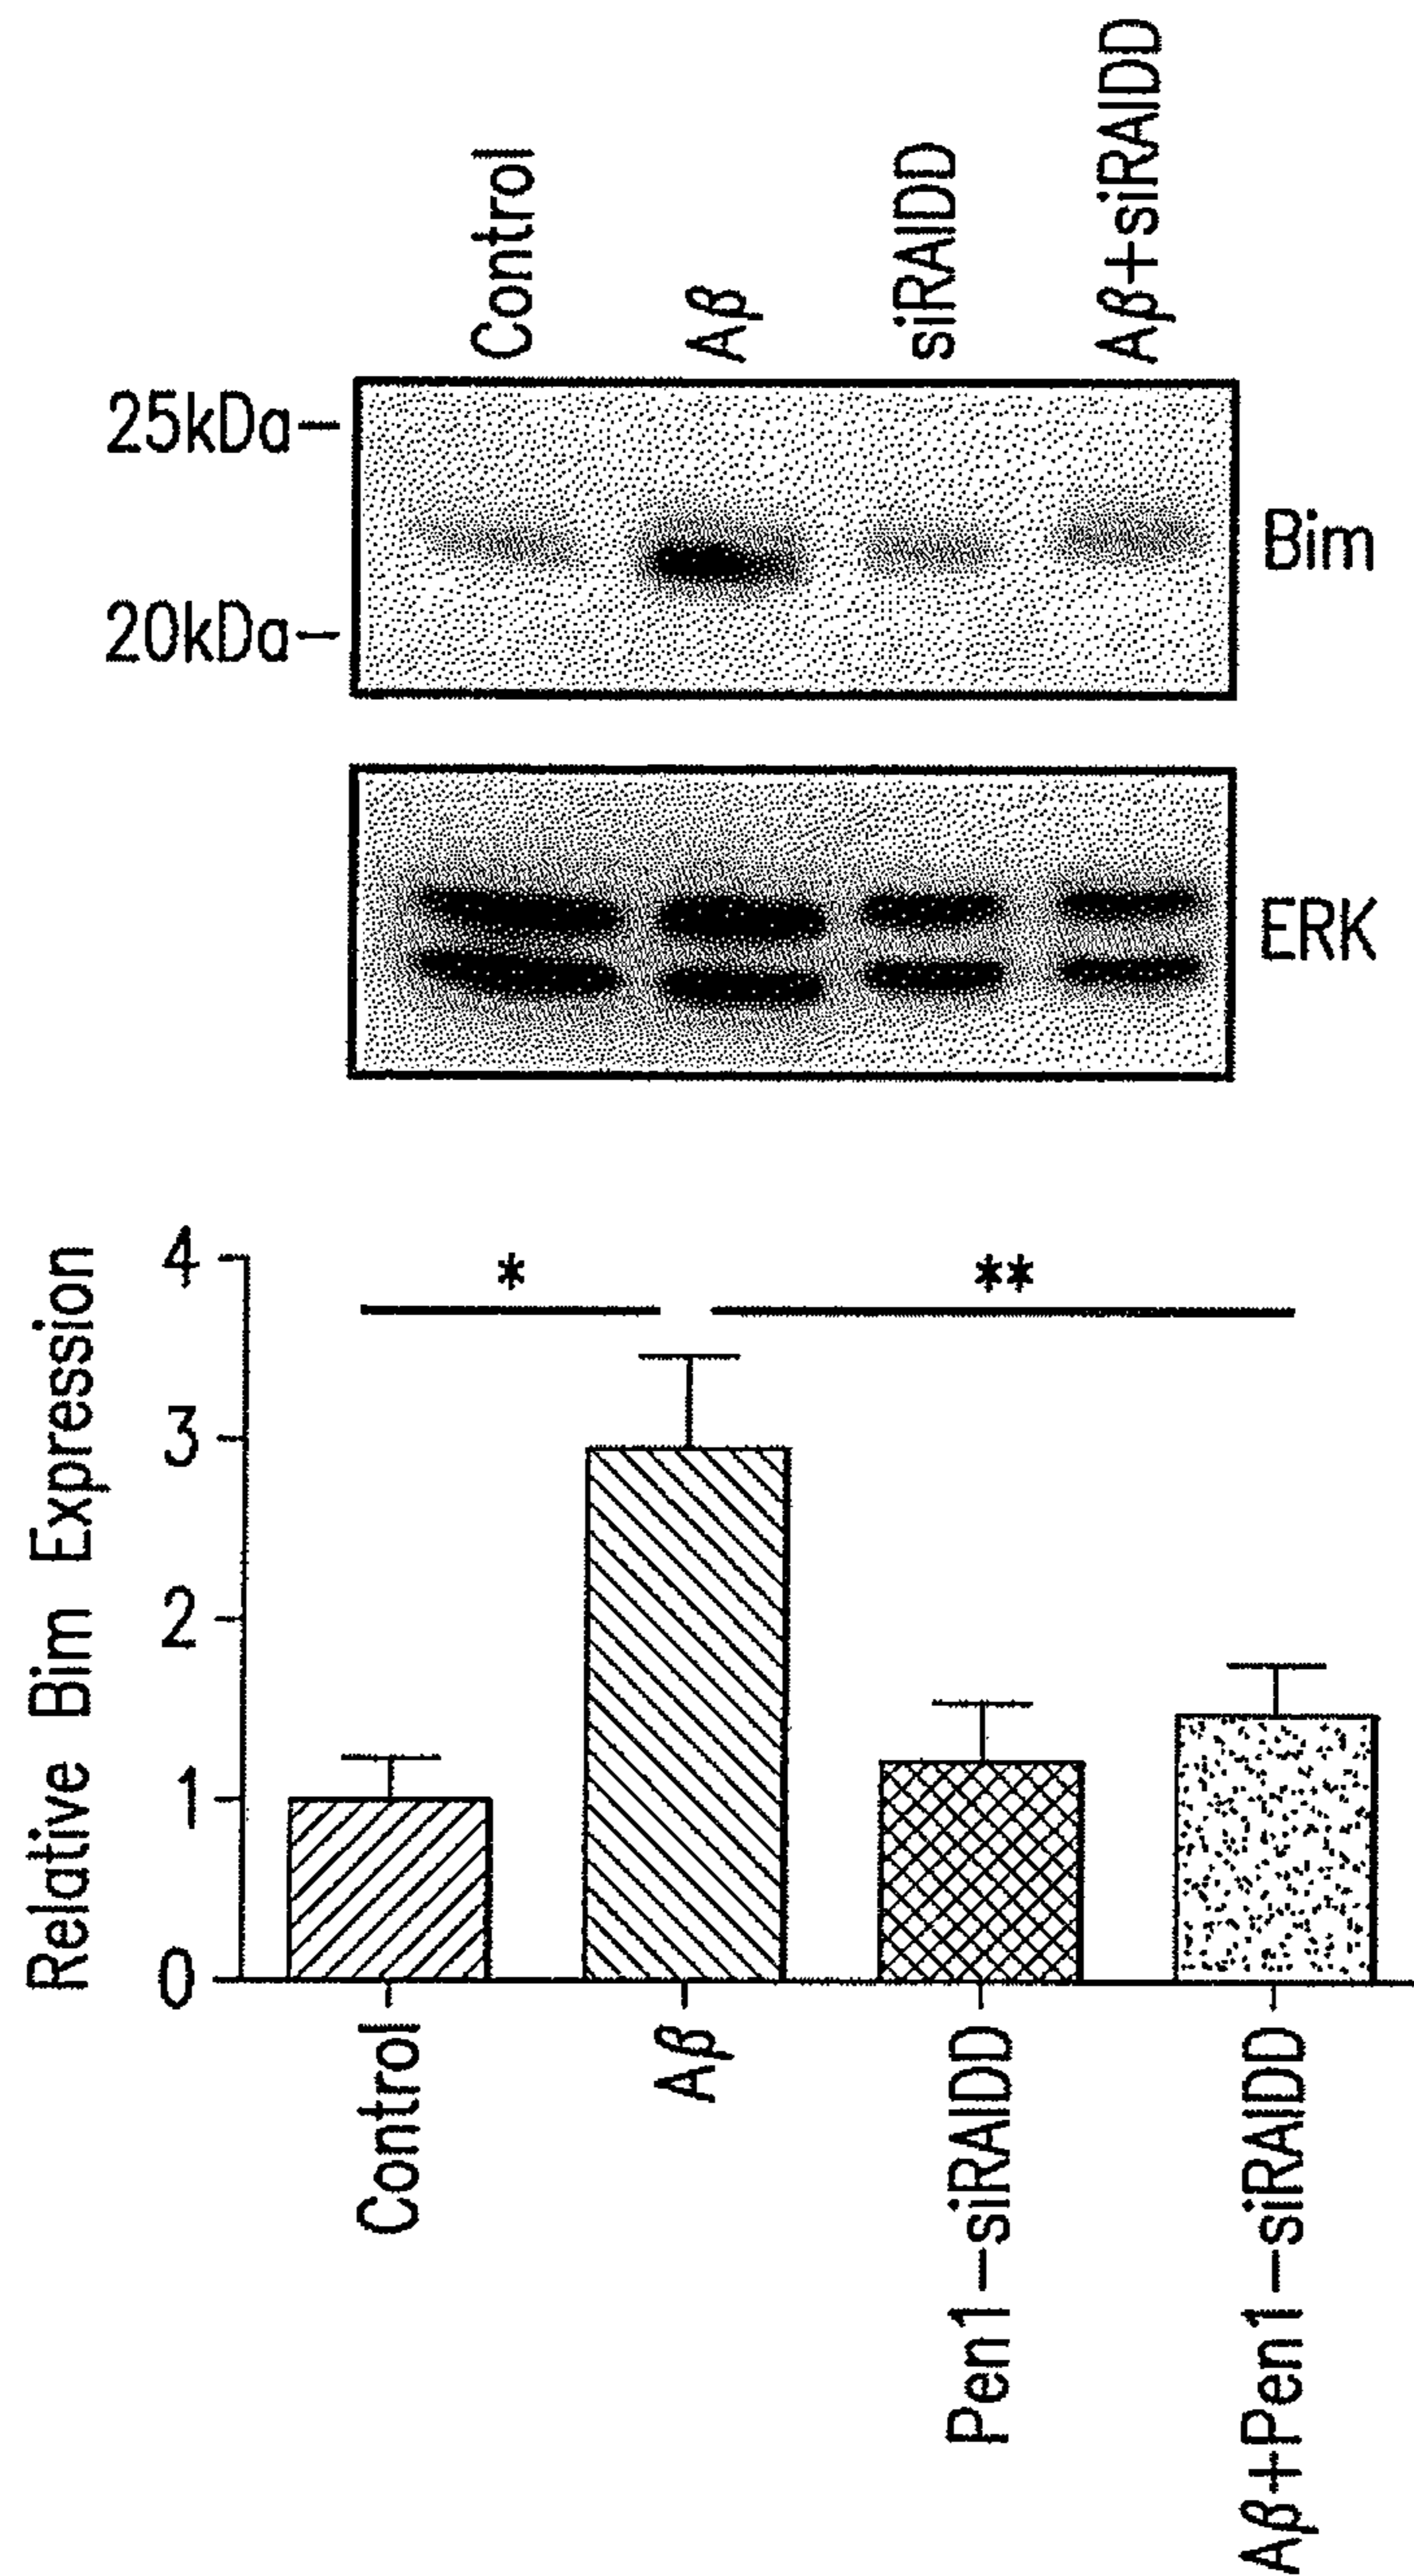 Control
Aβ
siRAIDD
Aβ+siRAIDD
25kDa-
20kDa-
Bim
ERK
Relative Bim Expression
4
3
2
1
0
*
**
Control
Aβ
Pen1-siRAIDD
Aβ+Pen1-siRAIDD